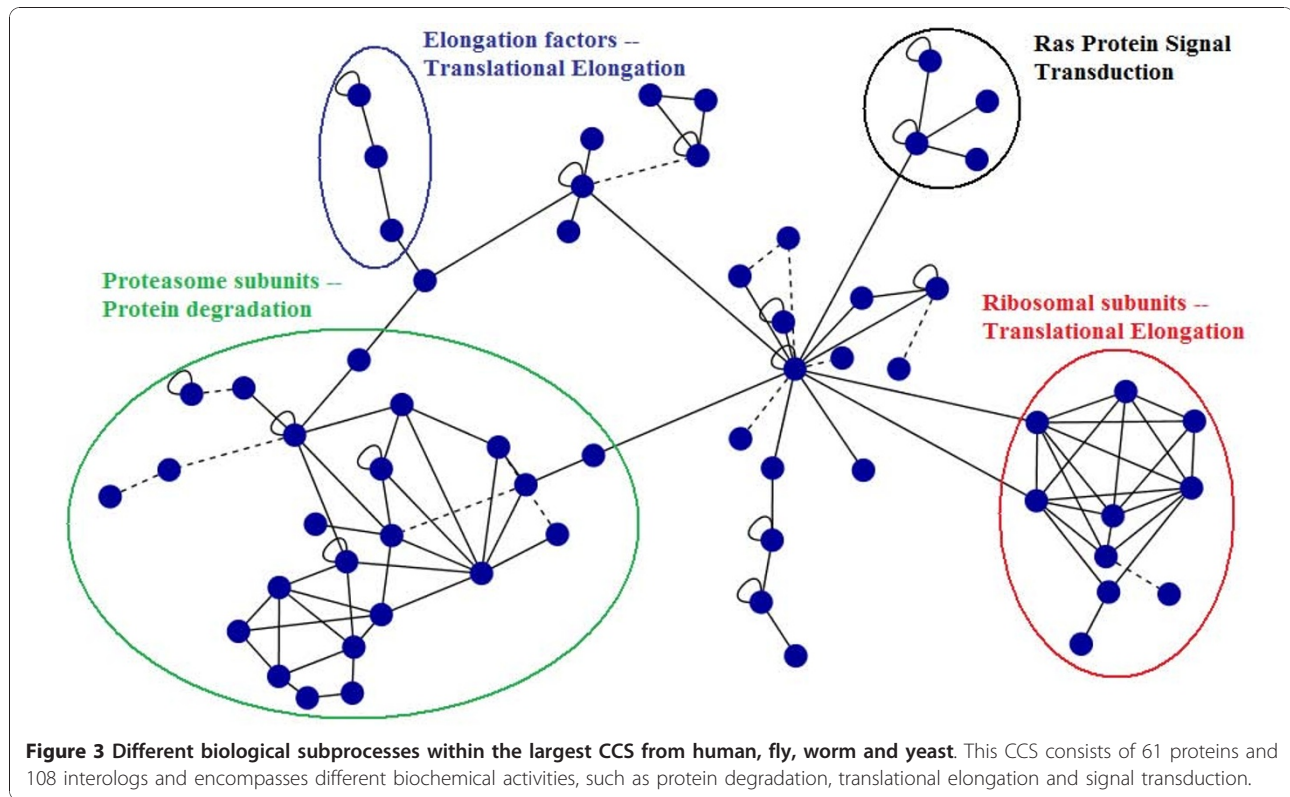 Elongation factors --
Translational Elongation
Ras Protein Signal
Transduction
Proteasome subunits --
Protein degradation
Ribosomal subunits --
Translational Elongation
Figure 3 Different biological subprocesses within the largest CCS from human, fly, worm and yeast. This CCS consists of 61 proteins and
108 interologs and encompasses different biochemical activities, such as protein degradation, translational elongation and signal transduction.